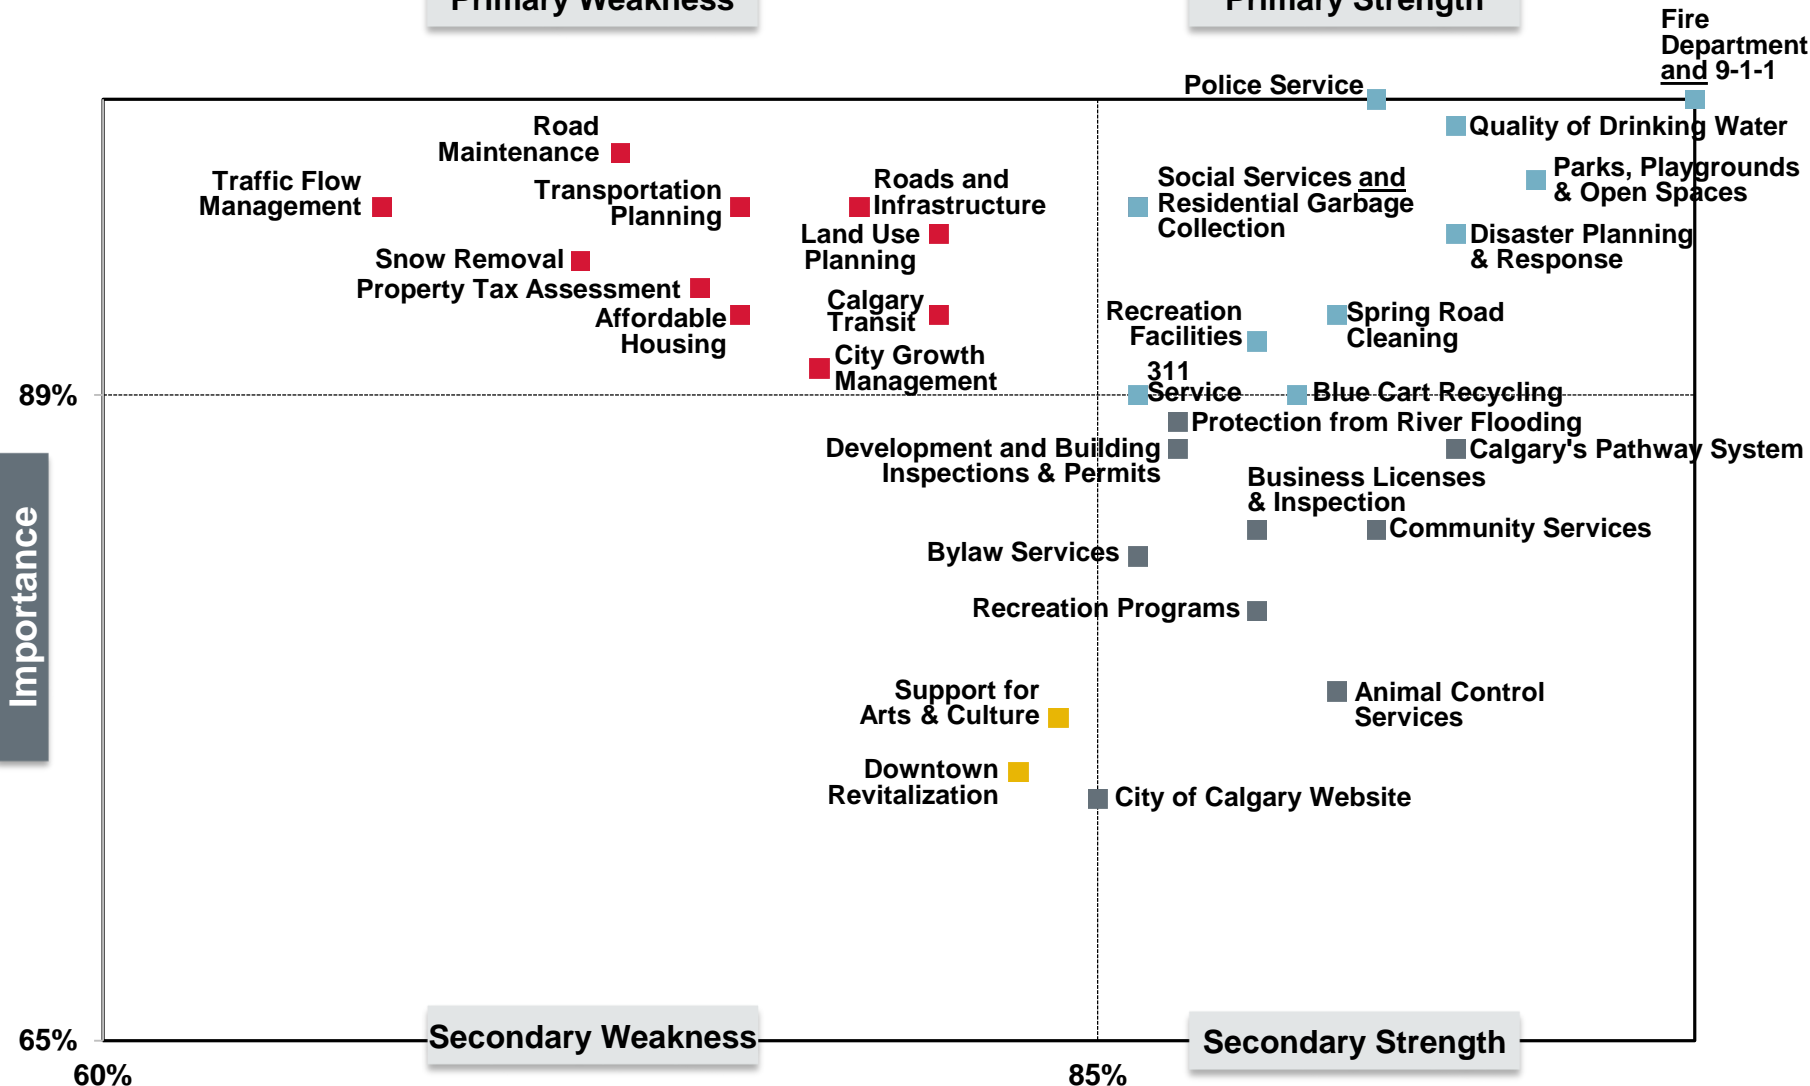 Primary Weakness
Primary Strength
Fire
Department
and 9-1-1
Police Service
Quality of Drinking Water
Road
Maintenance
Parks, Playgrounds
& Open Spaces
Traffic Flow
Management
Transportation
Planning
Roads and
Infrastructure
Social Services and
Residential Garbage
Collection
Land Use
Planning
Disaster Planning
& Response
Snow Removal
Property Tax Assessment
Affordable
Housing
Calgary
Transit
Recreation
Facilities
Spring Road
Cleaning
City Growth
Management
311
Service
Blue Cart Recycling
89%
Protection from River Flooding
Development and Building
Inspections & Permits
Calgary's Pathway System
Business Licenses
& Inspection
Community Services
Bylaw Services
Recreation Programs
Importance
Support for
Arts & Culture
Animal Control
Services
Downtown
Revitalization
City of Calgary Website
Secondary Weakness
Secondary Strength
65%
60%
85%